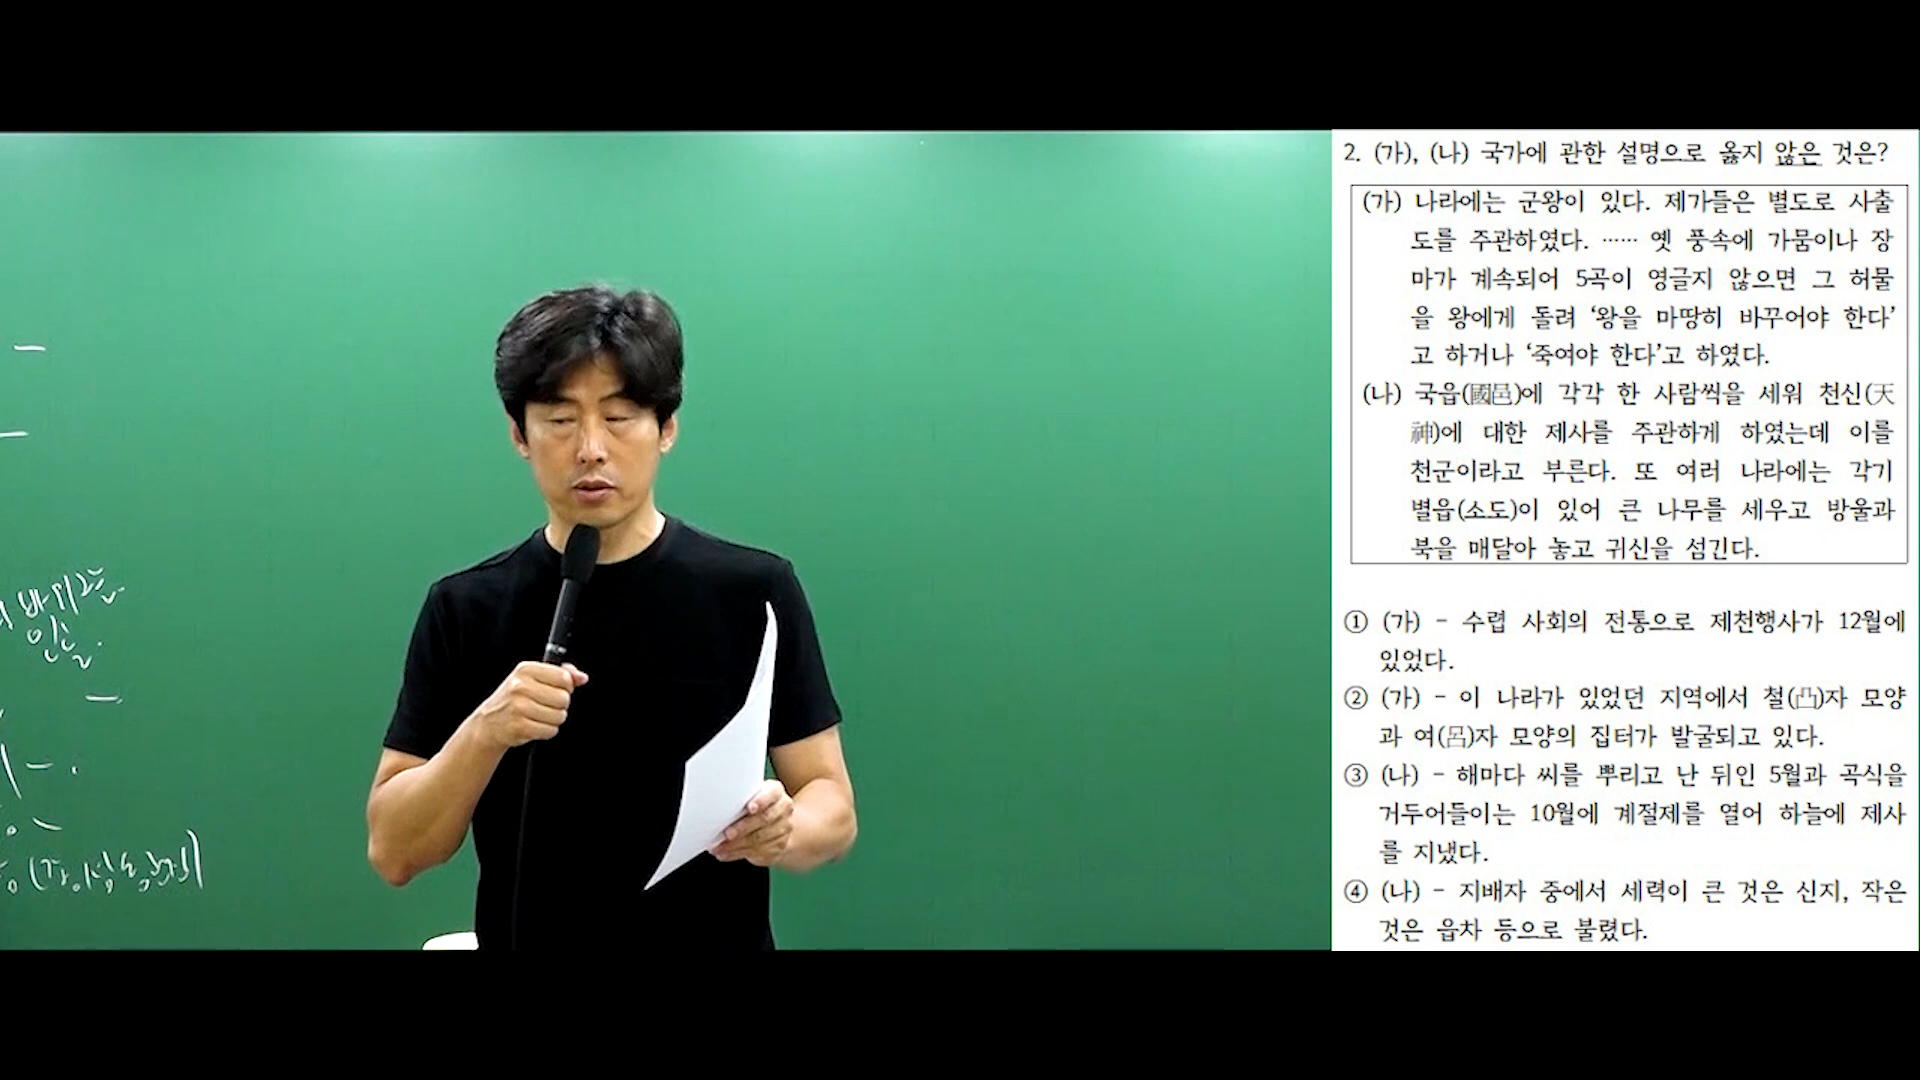 바기그늘
인늘.
2. (가), (나) 국가에 관한 설명으로 옳지 않은 것은?
(가) 나라에는 군왕이 있다. 제가들은 별도로 사출
도를 주관하였다. …… 옛 풍속에 가뭄이나 장
마가 계속되어 5곡이 영글지 않으면 그 허물
을 왕에게 돌려 ‘왕을 마땅히 바꾸어야 한다’
고 하거나 ‘죽여야 한다’고 하였다.
(나) 국읍(國邑)에 각각 한 사람씩을 세워 천신(天
神)에 대한 제사를 주관하게 하였는데 이를
천군이라고 부른다. 또 여러 나라에는 각기
별읍(소도)이 있어 큰 나무를 세우고 방울과
북을 매달아 놓고 귀신을 섬긴다.
① (가) - 수렵 사회의 전통으로 제천행사가 12월에
있었다.
② (가) - 이 나라가 있었던 지역에서 철(凸)자 모양
과 여(呂)자 모양의 집터가 발굴되고 있다.
③ (나) - 해마다 씨를 뿌리고 난 뒤인 5월과 곡식을
거두어들이는 10월에 계절제를 열어 하늘에 제사
를 지냈다.
④ (나) - 지배자 중에서 세력이 큰 것은 신지, 작은
것은 읍차 등으로 불렸다.